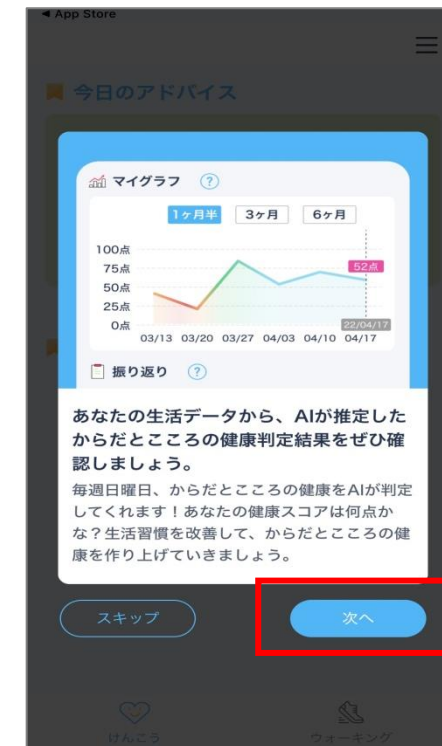 ◀ App Store
今日のアドバイス
マイグラフ ?
1ヶ月半 3ヶ月 6ヶ月
100点
75点
50点
25点
0点
52点
22/04/17
03/13 03/20 03/27 04/03 04/10 04/17
振り返り ?
あなたの生活データから、AIが推定した
からだとこころの健康判定結果をぜひ確
認しましょう。
毎週日曜日、からだとこころの健康をAIが判定
してくれます！あなたの健康スコアは何点か
な？生活習慣を改善して、からだとこころの健
康を作り上げていきましょう。
スキップ 次へ
けんこう ウォーキング